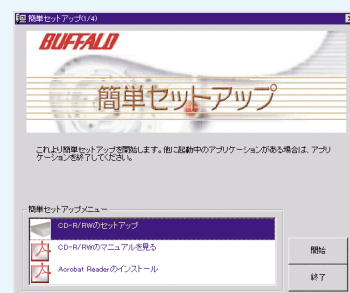 簡単セットアップ(1/4)
BUFFALO
簡単セットアップ
これより簡単セットアップを開始します。他に起動中のアプリケーションがある場合は、アプリ
ケーションを終了してください。
簡単セットアップメニュー
CD-R/RWのセットアップ
CD-R/RWのマニュアルを見る
Acrobat Readerのインストール
開始
終了